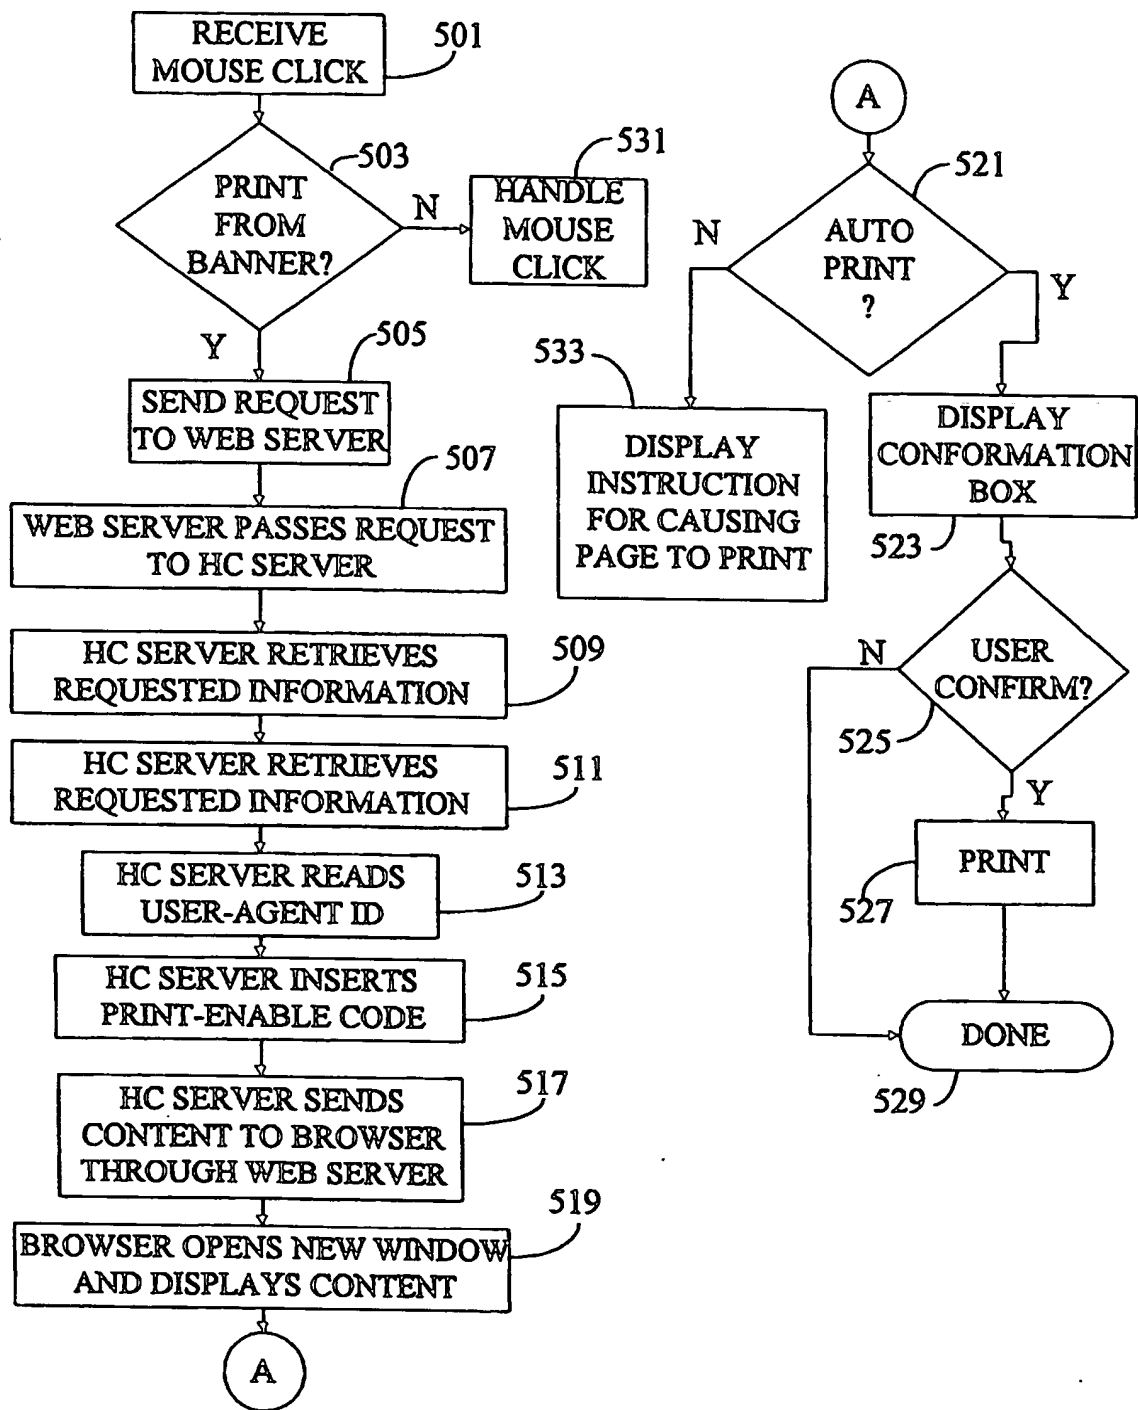 RECEIVE
MOUSE CLICK
501
PRINT
FROM
BANNER?
503
N
HANDLE
MOUSE
CLICK
531
Y
SEND REQUEST
TO WEB SERVER
505
WEB SERVER PASSES REQUEST
TO HC SERVER
507
HC SERVER RETRIEVES
REQUESTED INFORMATION
509
HC SERVER RETRIEVES
REQUESTED INFORMATION
511
HC SERVER READS
USER-AGENT ID
513
HC SERVER INSERTS
PRINT-ENABLE CODE
515
HC SERVER SENDS
CONTENT TO BROWSER
THROUGH WEB SERVER
517
BROWSER OPENS NEW WINDOW
AND DISPLAYS CONTENT
519
A
A
AUTO
PRINT
?
521
N
Y
533
DISPLAY
INSTRUCTION
FOR CAUSING
PAGE TO PRINT
DISPLAY
CONFORMATION
BOX
523
USER
CONFIRM?
525
N
Y
PRINT
527
DONE
529